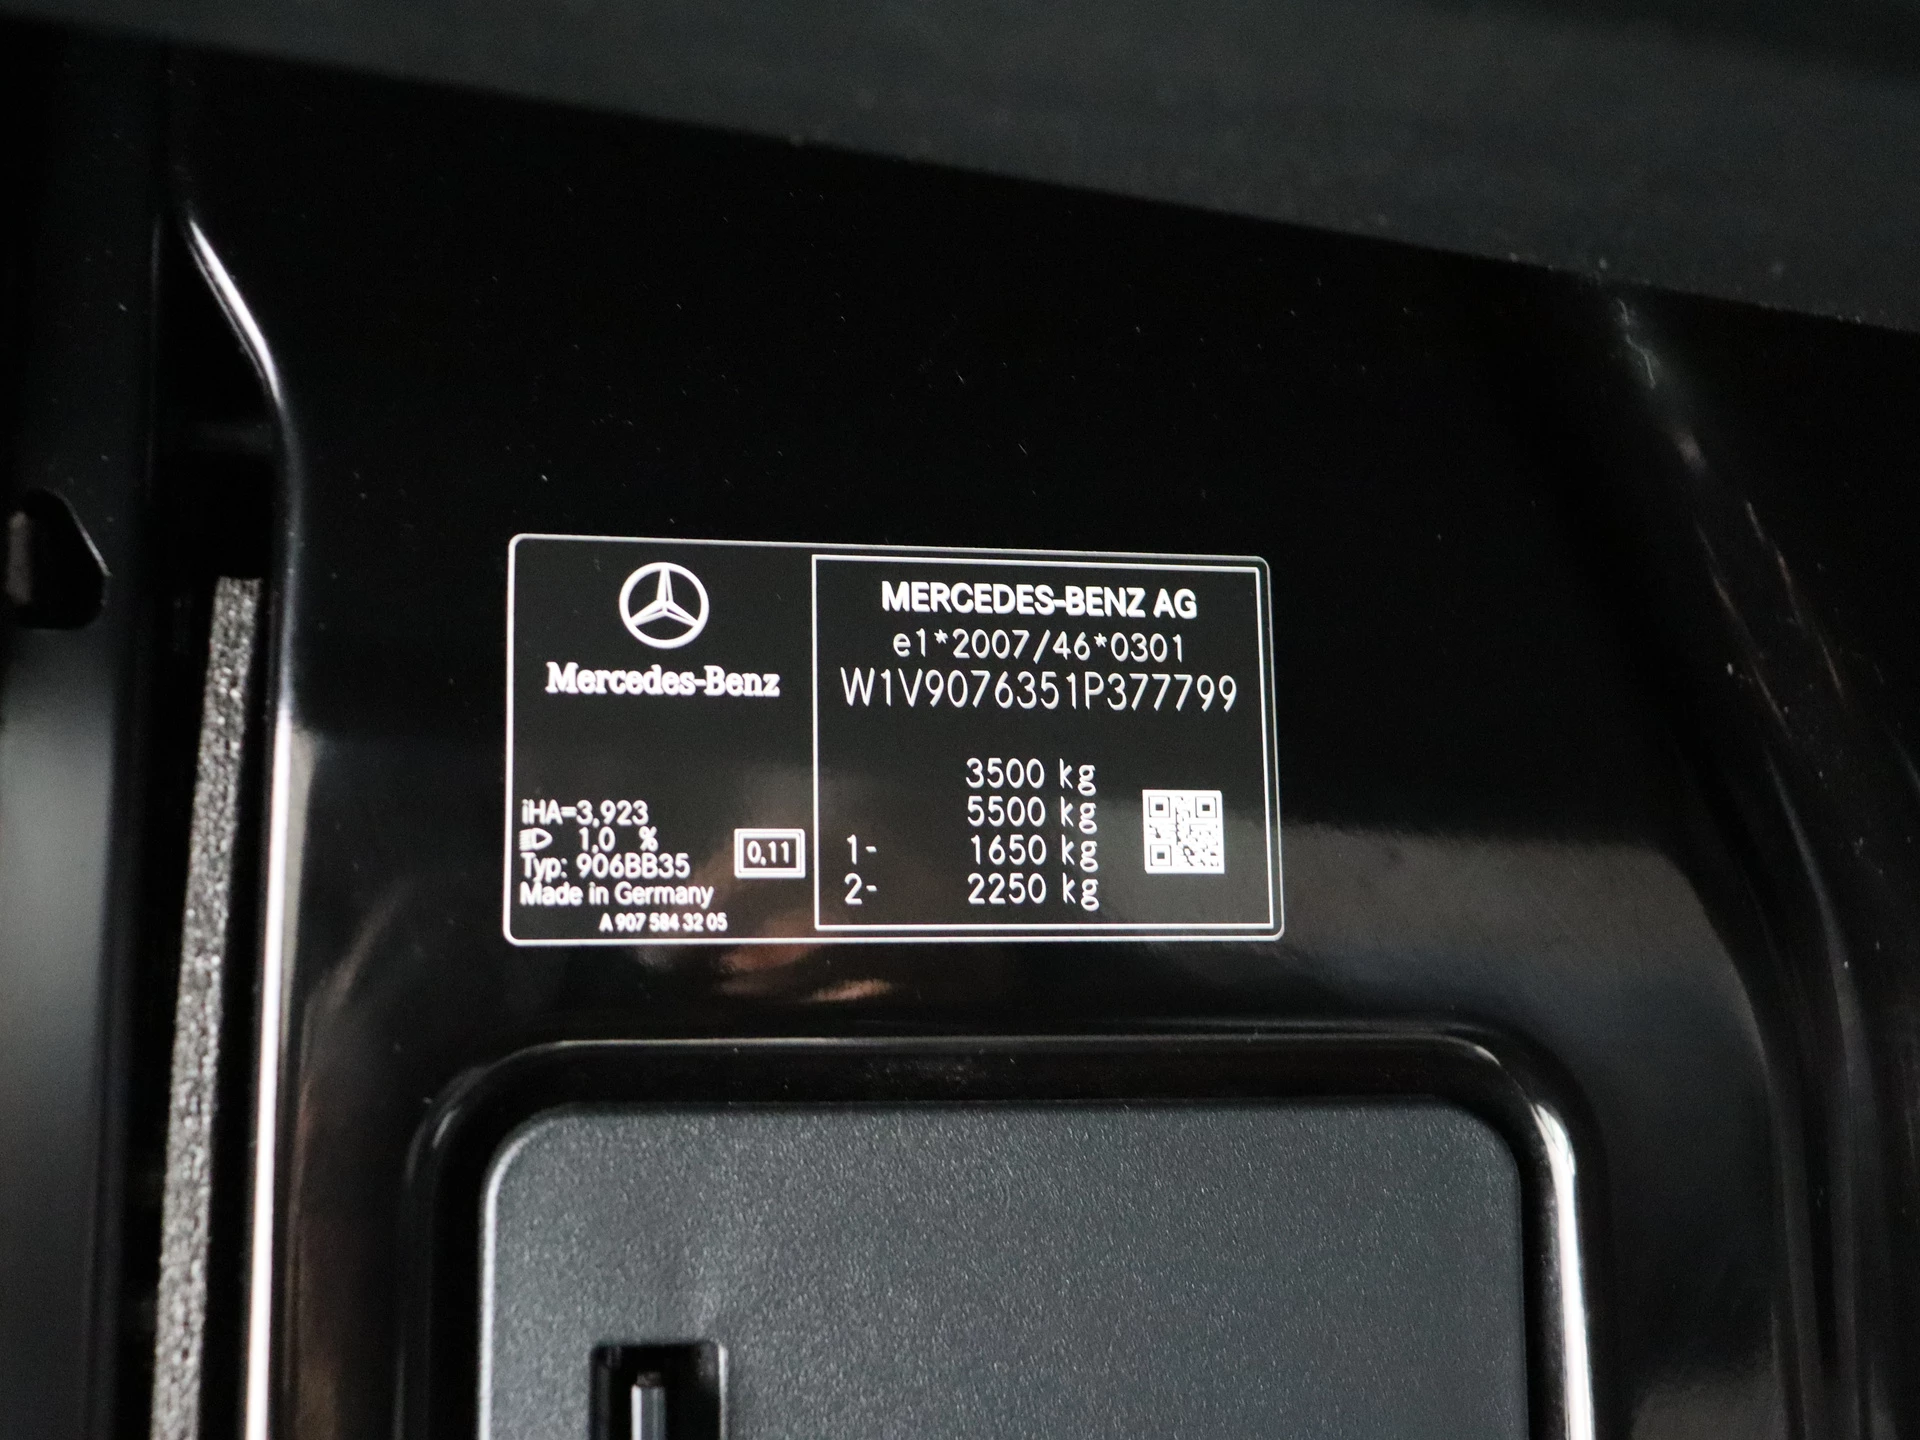 Mercedes-Benz
iHA=3,923
1,0 %
Typ: 906BB35
Made in Germany
A 907 584 32 05
0,11
MERCEDES-BENZ AG
e1*2007/46*0301
W1V9076351P377799
3500 kg
5500 kg
1- 1650 kg
2- 2250 kg